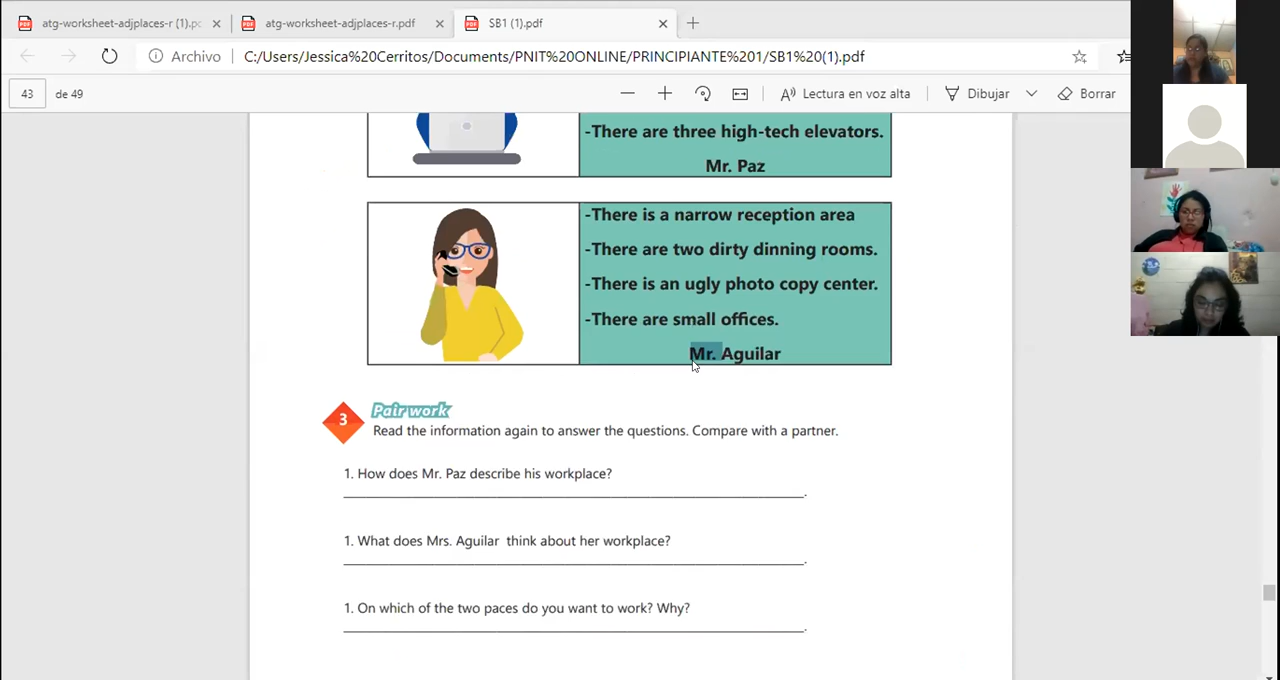 atg-worksheet-adjplaces-r (1).pc
atg-worksheet-adjplaces-r.pdf
SB1 (1).pdf
Archivo
C:/Users/Jessica%20Cerritos/Documents/PNIT%20ONLINE/PRINCIPIANTE%201/SB1%20(1).pdf
43
de 49
Lectura en voz alta
Dibujar
Borrar
-There are three high-tech elevators.
Mr. Paz
-There is a narrow reception area
-There are two dirty dinning rooms.
-There is an ugly photo copy center.
-There are small offices.
Mr. Aguilar
3
Pair work
Read the information again to answer the questions. Compare with a partner.
1. How does Mr. Paz describe his workplace?
1. What does Mrs. Aguilar think about her workplace?
1. On which of the two paces do you want to work? Why?